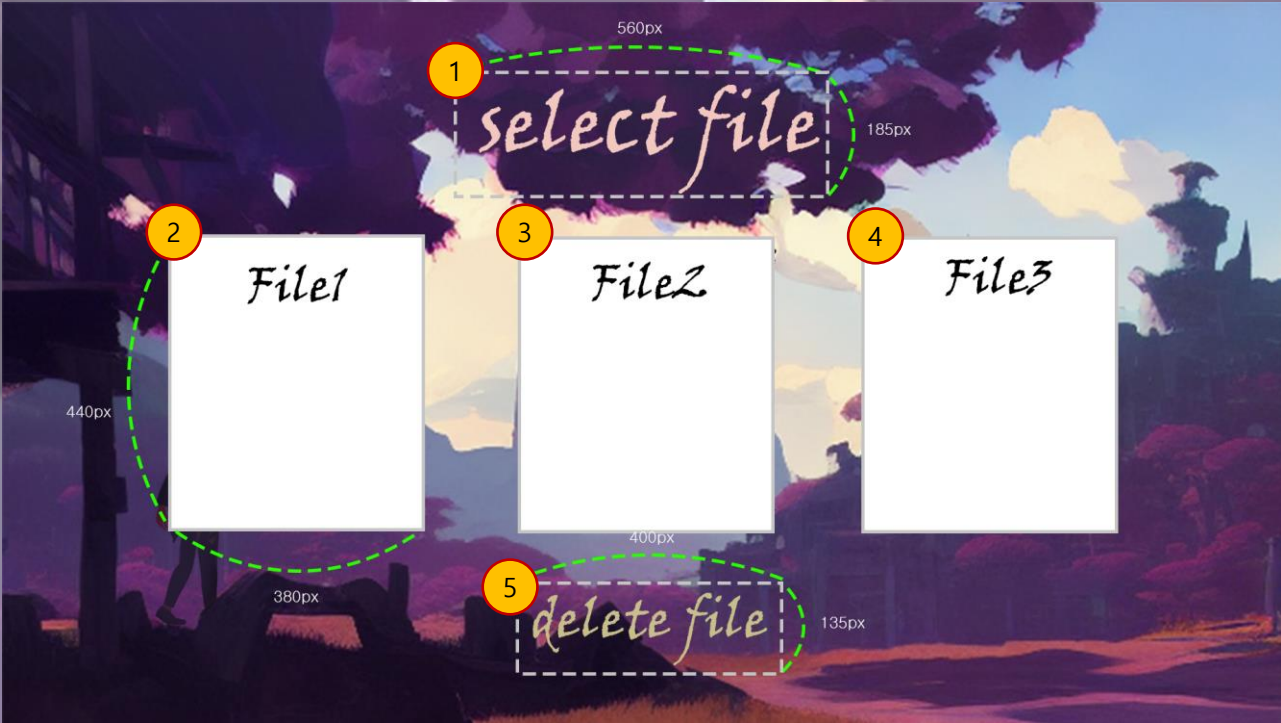 560px
1
select file
185px
2
3
4
File1
File2
File3
440px
400px
5
380px
delete file
135px